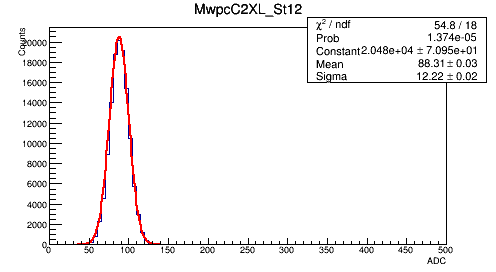 MwpcC2XL_St12
χ² / ndf 54.8 / 18
Prob 1.374e-05
Constant 2.048e+04 ± 7.095e+01
Mean 88.31 ± 0.03
Sigma 12.22 ± 0.02
Counts
20000
18000
16000
14000
12000
10000
8000
6000
4000
2000
0
0 50 100 150 200 250 300 350 400 450 500
ADC